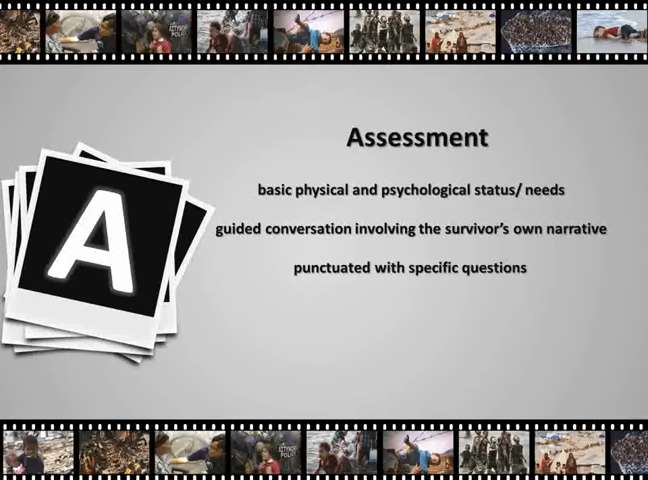 Assessment
basic physical and psychological status/ needs
guided conversation involving the survivor's own narrative
punctuated with specific questions
A